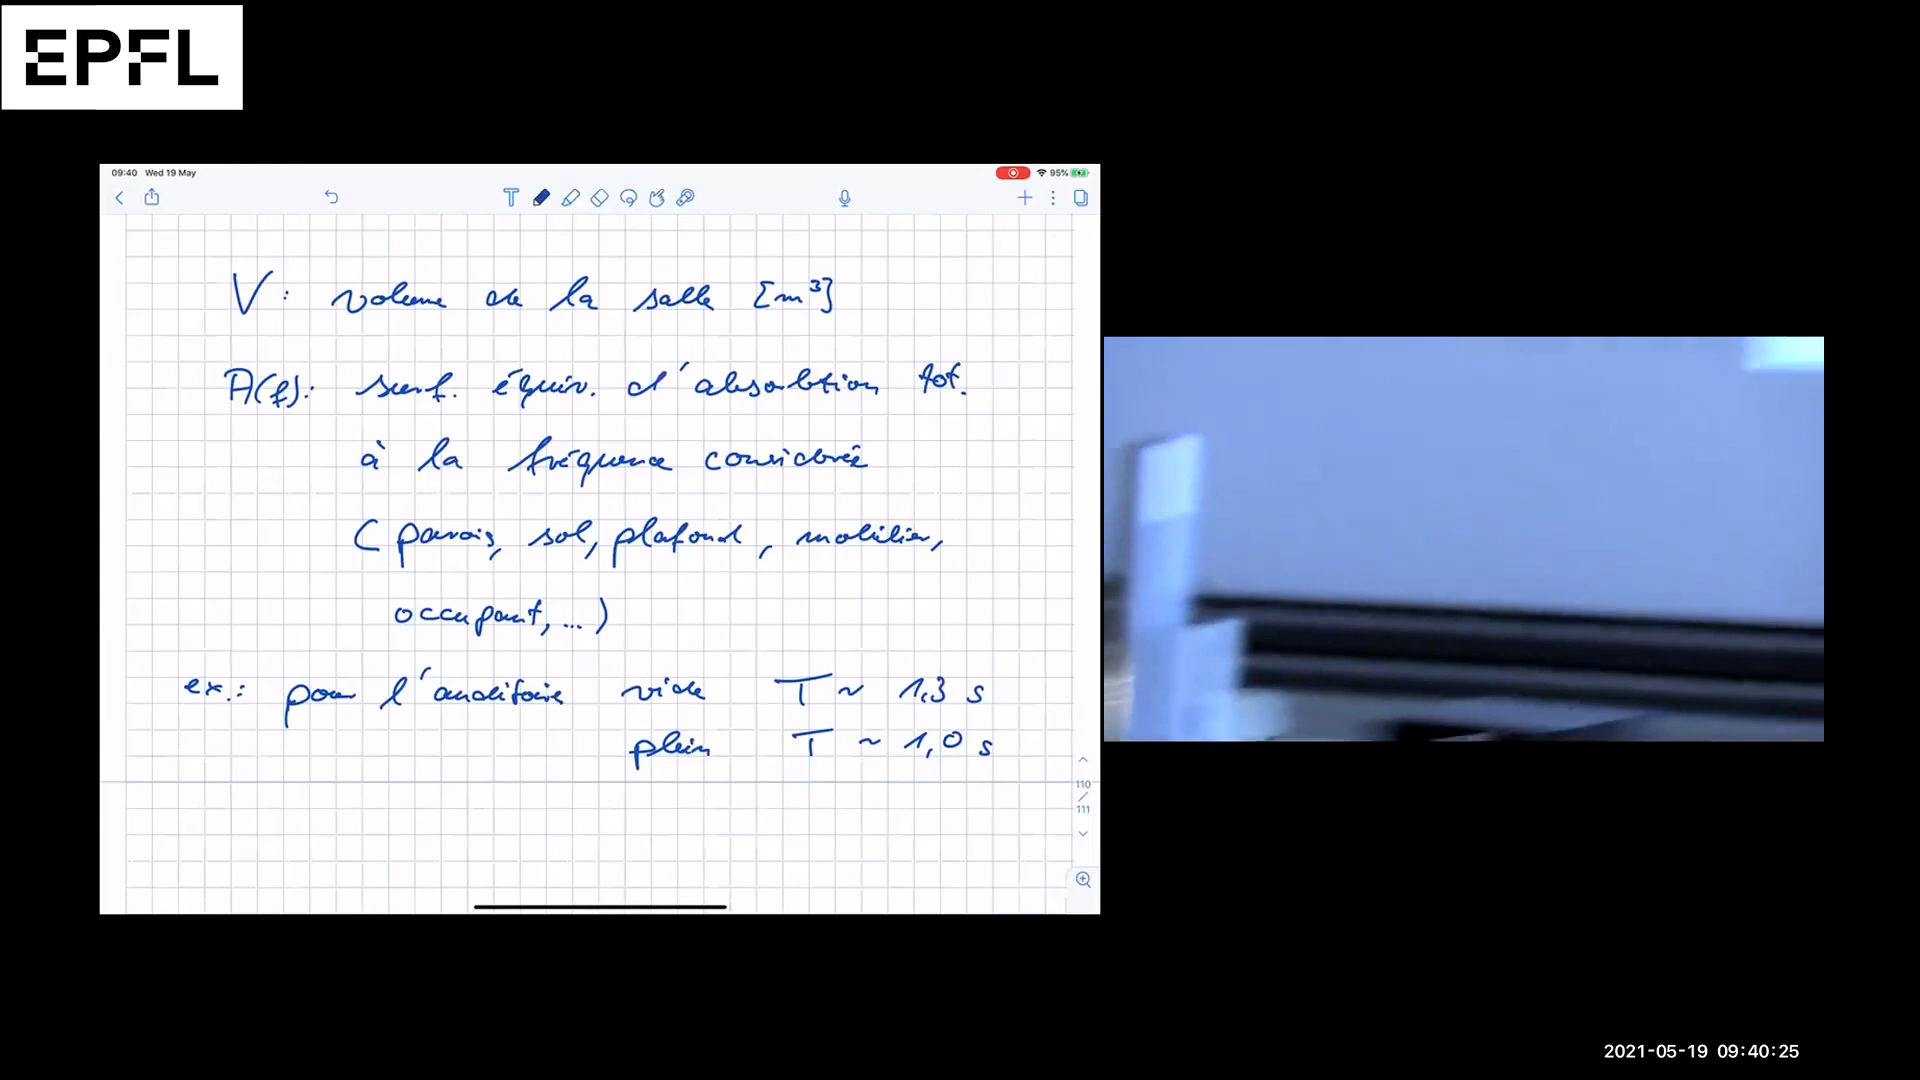 EPFL
09:40 Wed 19 May
95%
V: volume de la salle [m³]
A(f): surf. équiv. d'absorbtion tot.
à la fréquence considérée
( parois, sol, plafond, mobilier,
occupant, ... )
ex.: pour l'auditoire vide T ~ 1,3 s
plein T ~ 1,0 s
110
/
111
2021-05-19 09:40:25